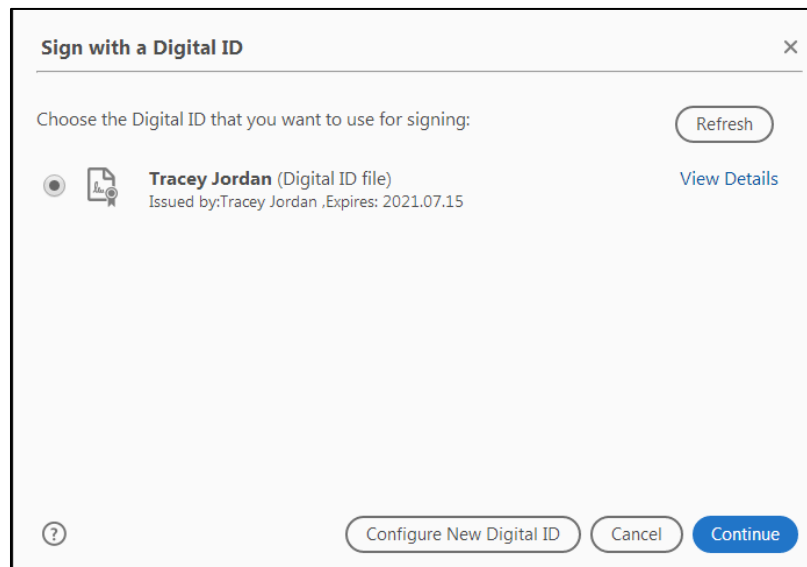 Sign with a Digital ID
Choose the Digital ID that you want to use for signing:
Refresh
Tracey Jordan (Digital ID file)
View Details
Issued by:Tracey Jordan ,Expires: 2021.07.15
?
Configure New Digital ID
Cancel
Continue